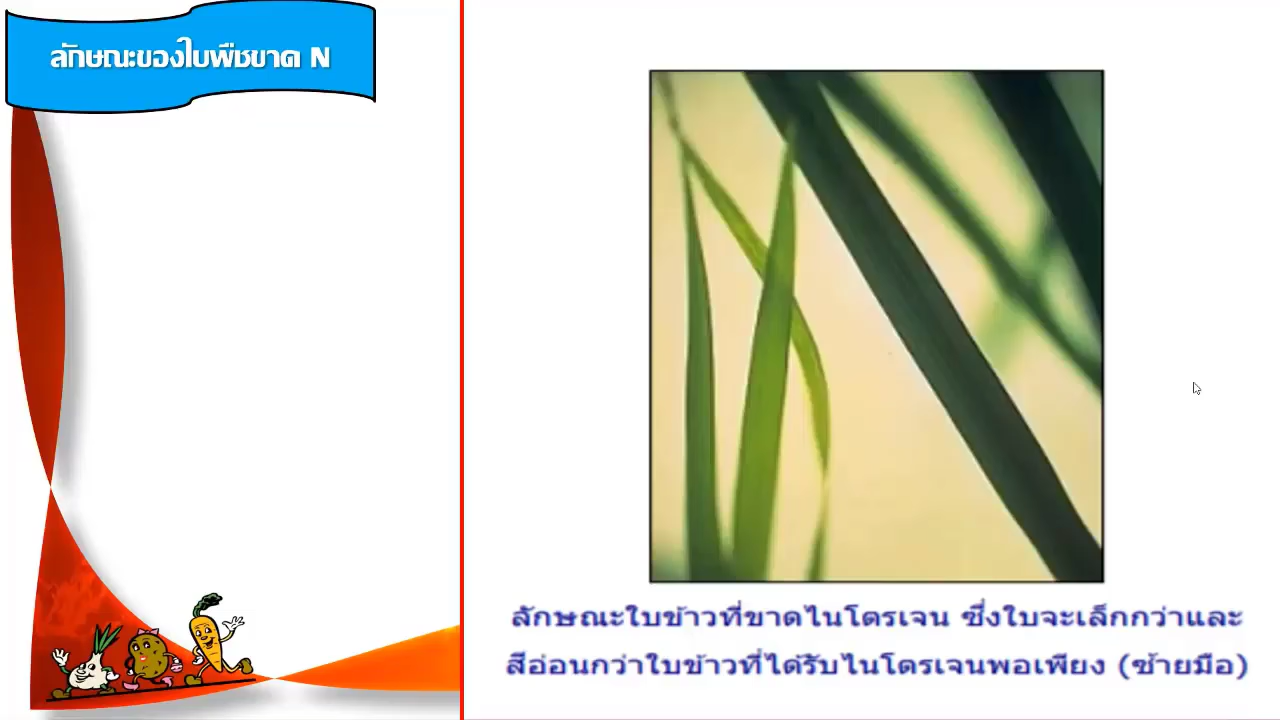 ลักษณะของใบพืชขาด N
ลักษณะใบข้าวที่ขาดไนโตรเจน ซึ่งใบจะเล็กกว่าและ
สีอ่อนกว่าใบข้าวที่ได้รับไนโตรเจนพอเพียง (ซ้ายมือ)